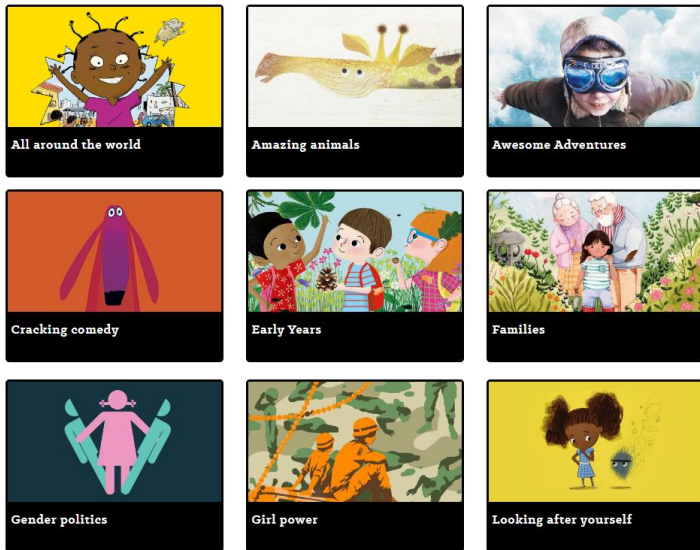 All around the world
Amazing animals
Awesome Adventures
Cracking comedy
Early Years
Families
Gender politics
Girl power
Looking after yourself